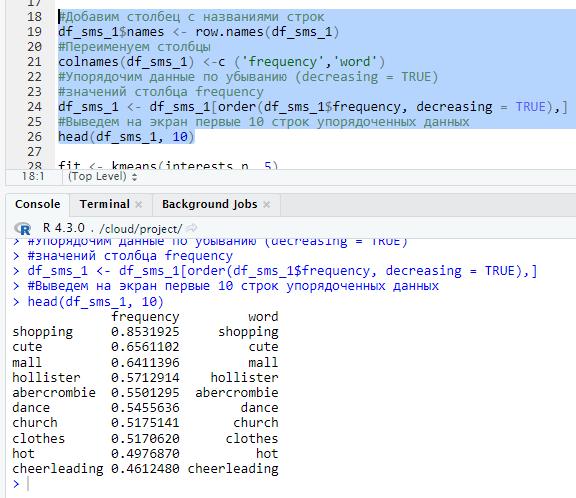 17
18 #Добавим столбец с названиями строк
19 df_sms_1$names <- row.names(df_sms_1)
20 #Переименуем столбцы
21 colnames(df_sms_1) <-c ('frequency','word')
22 #Упорядочим данные по убыванию (decreasing = TRUE)
23 #значений столбца frequency
24 df_sms_1 <- df_sms_1[order(df_sms_1$frequency, decreasing = TRUE),]
25 #Выведем на экран первые 10 строк упорядоченных данных
26 head(df_sms_1, 10)
27
28 fit <- kmeans(interests_n, 5)
18:1 (Top Level)
Console Terminal Background Jobs
R 4.3.0 . /cloud/project/
> #Упорядочим данные по убыванию (decreasing = TRUE)
> #значений столбца frequency
> df_sms_1 <- df_sms_1[order(df_sms_1$frequency, decreasing = TRUE),]
> #Выведем на экран первые 10 строк упорядоченных данных
> head(df_sms_1, 10)
frequency word
shopping 0.8531925 shopping
cute 0.6561102 cute
mall 0.6411396 mall
hollister 0.5712914 hollister
abercrombie 0.5501295 abercrombie
dance 0.5455636 dance
church 0.5175141 church
clothes 0.5170620 clothes
hot 0.4976870 hot
cheerleading 0.4612480 cheerleading
>